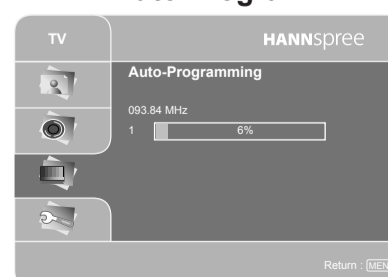 TV
HANNspree
Auto-Programming
093.84 MHz
1 6%
Return :